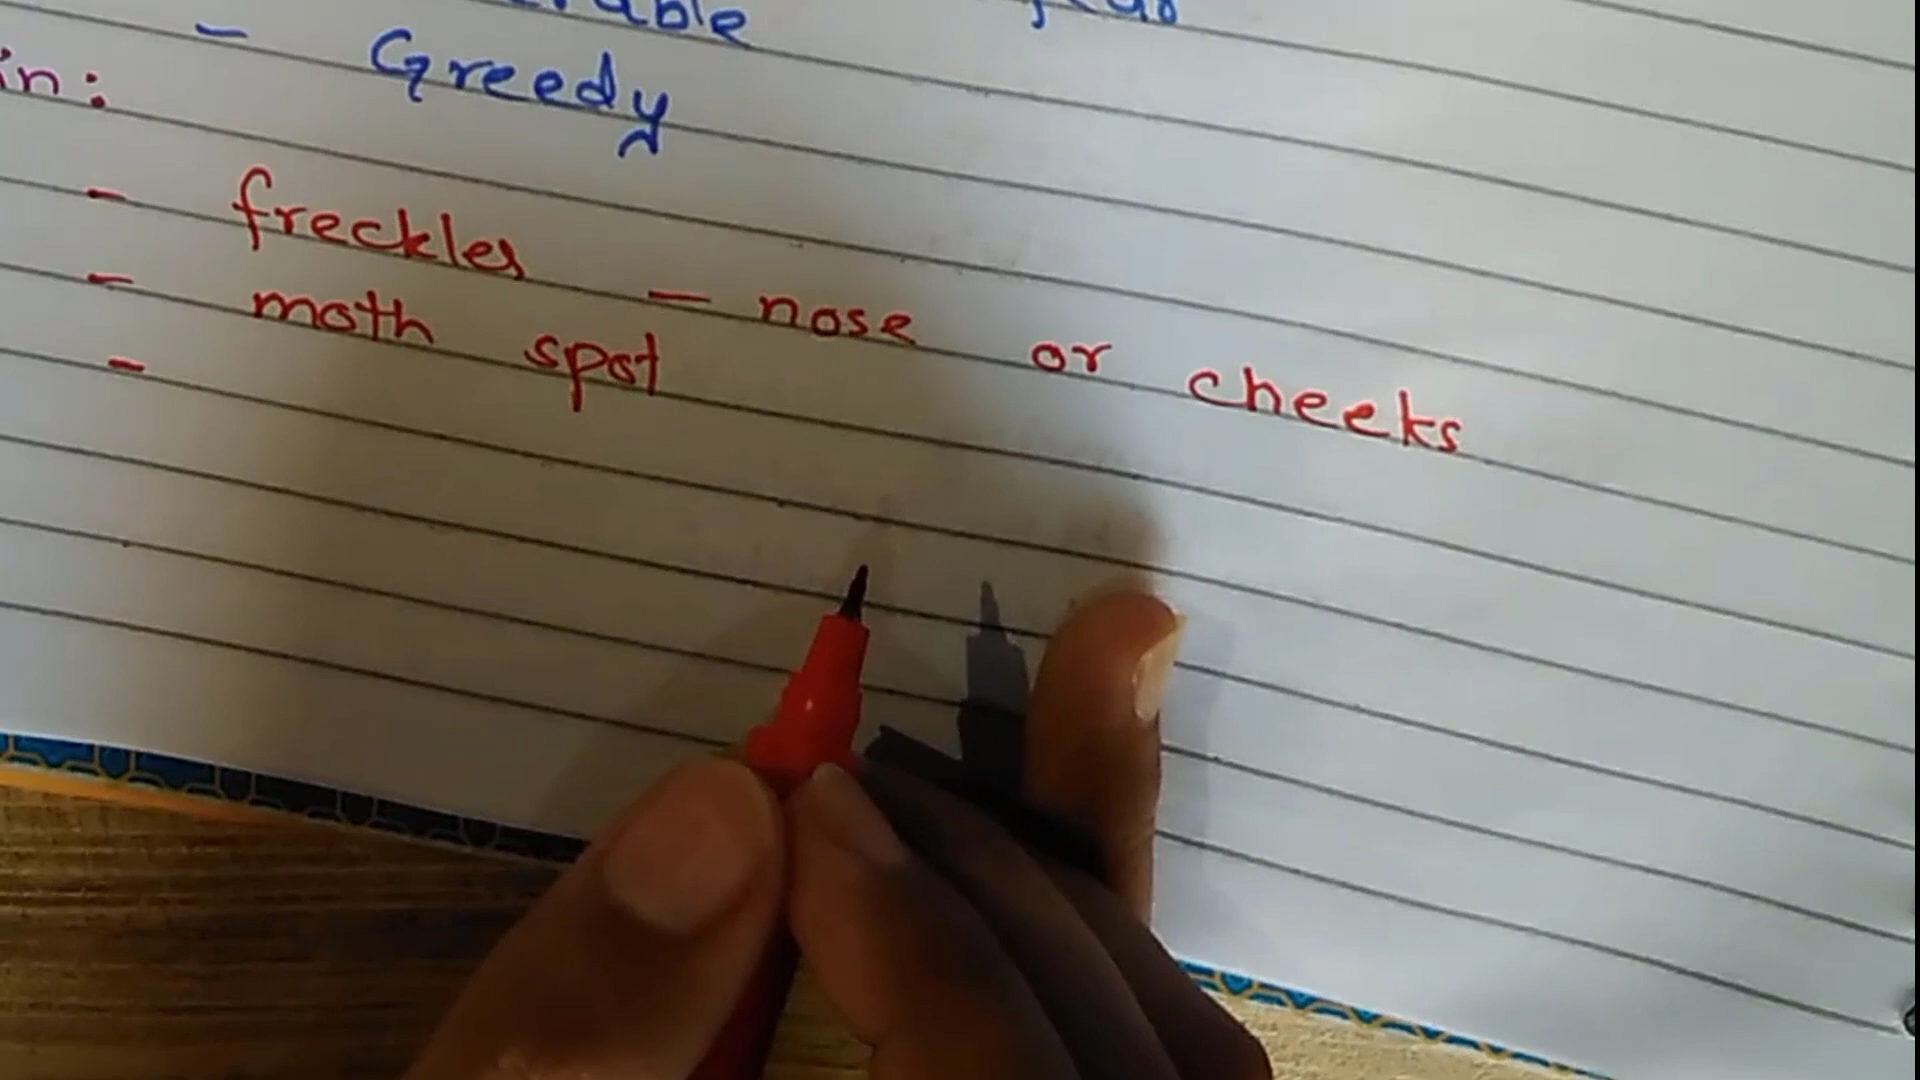 - Greedy
- freckles - nose or cheeks
- moth spot
-